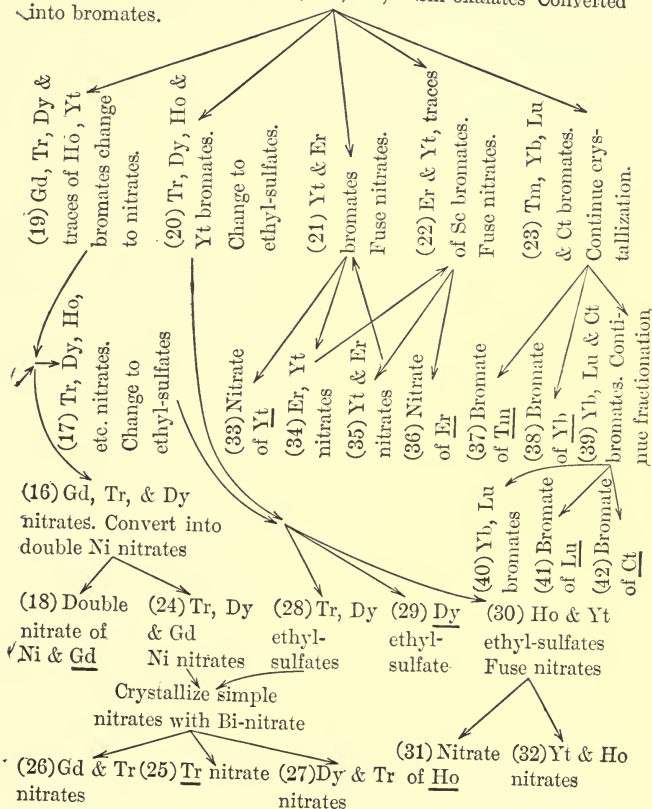 into bromates.
(19) Gd, Tr, Dy &
traces of Ho, Yt
bromates change
to nitrates.
(20) Tr, Dy, Ho &
Yt bromates.
Change to
ethyl-sulfates.
(21) Yt & Er
bromates
Fuse nitrates.
(22) Er & Yt, traces
of Sc bromates.
Fuse nitrates.
(23) Tm, Yb, Lu
& Ct bromates.
Continue crys-
tallization.
(17) Tr, Dy, Ho,
etc. nitrates.
Change to
ethyl-sulfates
(33) Nitrate
of Yt
(34) Er, Yt
nitrates
(35) Yt & Er
nitrates
(36) Nitrate
of Er
(37) Bromate
of Tm
(38) Bromate
of Yb
(39) Yb, Lu & Ct
bromates. Conti-
nue fractionation
(16) Gd, Tr, & Dy
nitrates. Convert into
double Ni nitrates
(40) Yb, Lu
bromates
(41) Bromate
of Lu
(42) Bromate
of Ct
(18) Double
nitrate of
Ni & Gd
(24) Tr, Dy
& Gd
Ni nitrates
(28) Tr, Dy
ethyl-
sulfates
(29) Dy
ethyl-
sulfate
(30) Ho & Yt
ethyl-sulfates
Fuse nitrates
Crystallize simple
nitrates with Bi-nitrate
(26) Gd & Tr
nitrates
(25) Tr nitrate
(27) Dy & Tr
nitrates
(31) Nitrate
of Ho
(32) Yt & Ho
nitrates